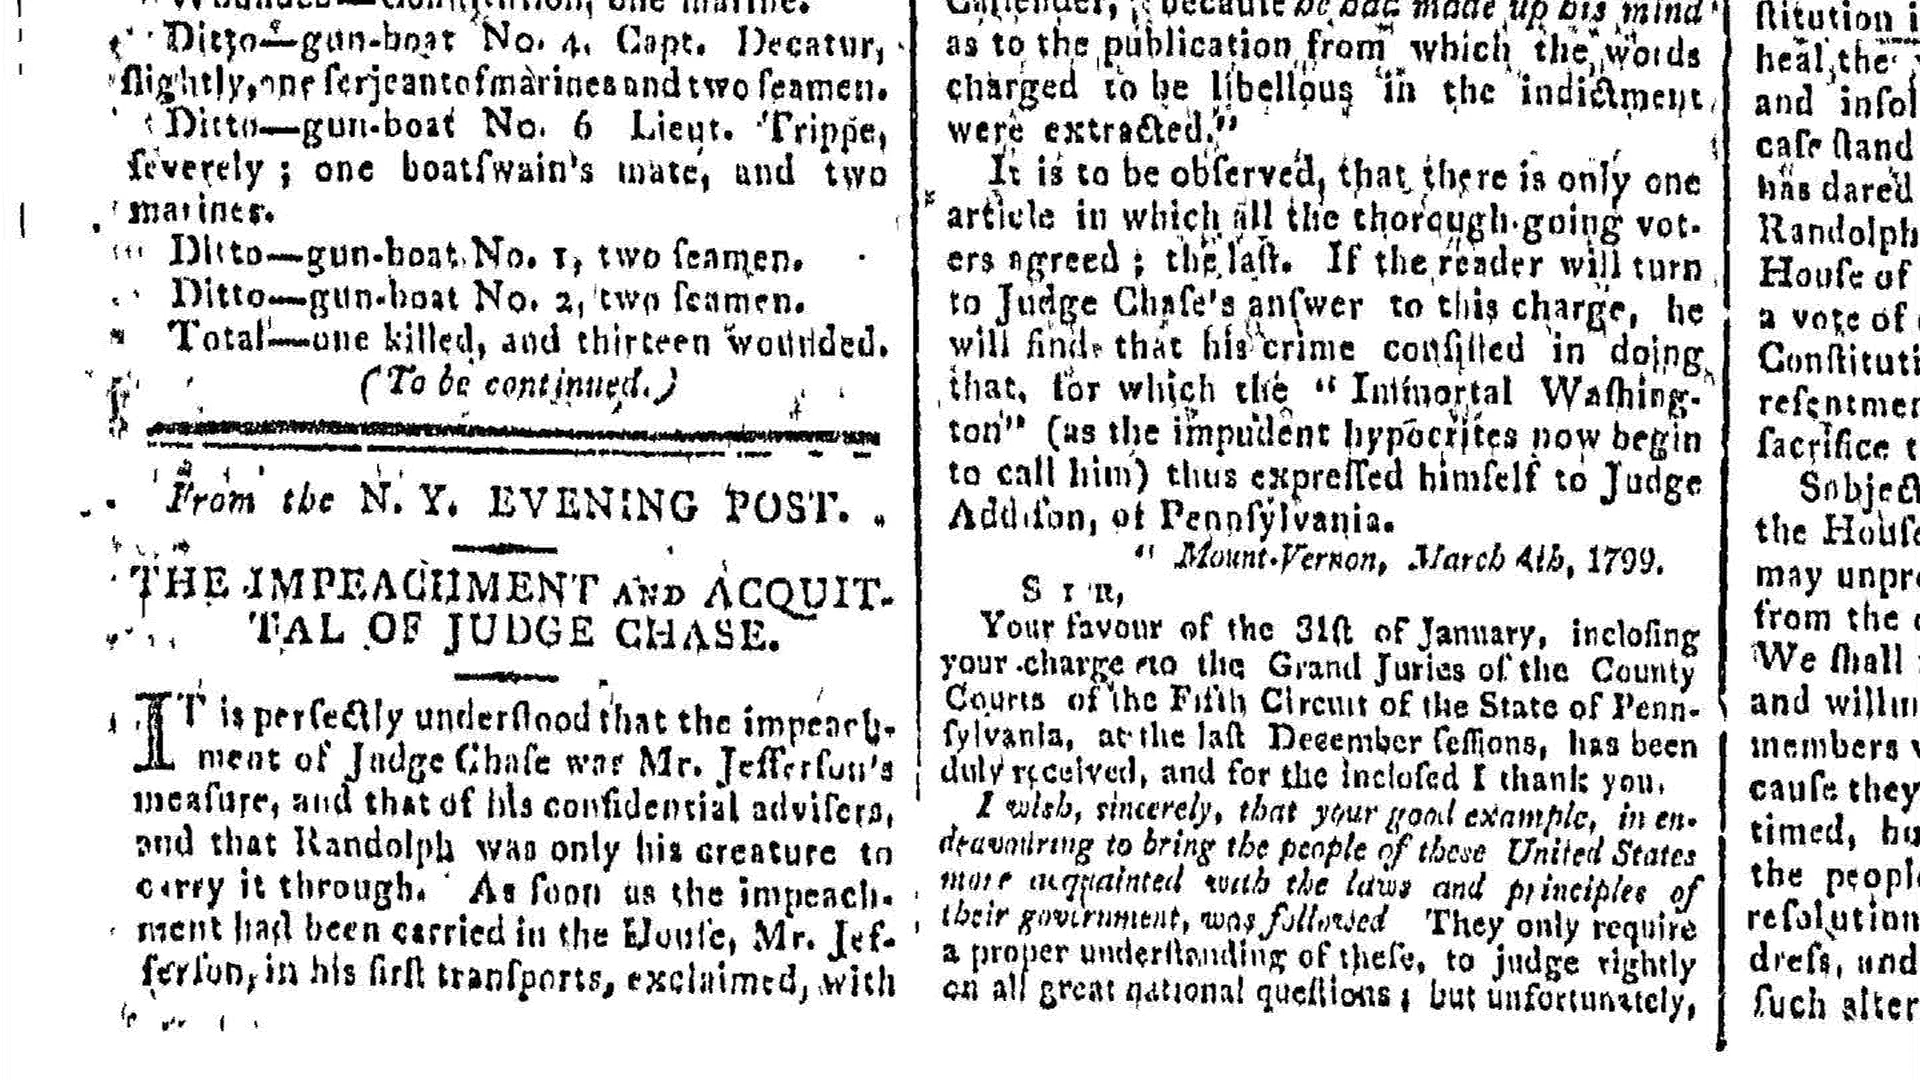 Ditto—gun-boat No. 4. Capt. Decatur,
ſlightly, one ſerjeant of marines and two ſeamen.
Ditto—gun-boat No. 6 Lieut. Trippe,
ſeverely ; one boatſwain's mate, and two
marines.
Ditto—gun-boat No. 1, two ſeamen.
Ditto—gun-boat No. 2, two ſeamen.
Total—one killed, and thirteen wounded.
(To be continued.)
From the N. Y. EVENING POST.
THE IMPEACHMENT AND ACQUIT-
TAL OF JUDGE CHASE.
IT is perfectly underſtood that the impeach-
ment of Judge Chaſe was Mr. Jefferſon's
meaſure, and that of his confidential adviſers,
and that Randolph was only his creature to
carry it through. As ſoon as the impeach-
ment had been carried in the Houſe, Mr. Jef-
ferſon, in his firſt tranſports, exclaimed, with
Callender, because he had made up his mind
as to the publication from which the words
charged to be libellous in the indictment
were extracted."
It is to be obſerved, that there is only one
article in which all the thorough-going vot-
ers agreed ; the laſt. If the reader will turn
to Judge Chaſe's anſwer to this charge, he
will find that his crime conſiſted in doing
that, for which the " Immortal Waſhing-
ton" (as the impudent hypocrites now begin
to call him) thus expreſſed himſelf to Judge
Addiſon, of Pennſylvania.
" Mount-Vernon, March 4th, 1799.
SIR,
Your favour of the 31ſt of January, incloſing
your charge to the Grand Juries of the County
Courts of the Fifth Circuit of the State of Penn-
ſylvania, at the laſt December ſeſſions, has been
duly received, and for the incloſed I thank you.
I wish, sincerely, that your good example, in en-
deavouring to bring the people of these United States
more acquainted with the laws and principles of
their government, was followed They only require
a proper underſtanding of theſe, to judge rightly
on all great national queſtions ; but unfortunately,
ſtitution
heal the
and inſol
caſe ſtand
has dared
Randolph
Houſe of
a vote of
Conſtituti
reſentmen
ſacrifice t
Subject
the Houſe
may unpre
from the
We ſhall
and willin
members
cauſe they
timed, bu
the people
reſolution
dreſs, and
ſuch alter